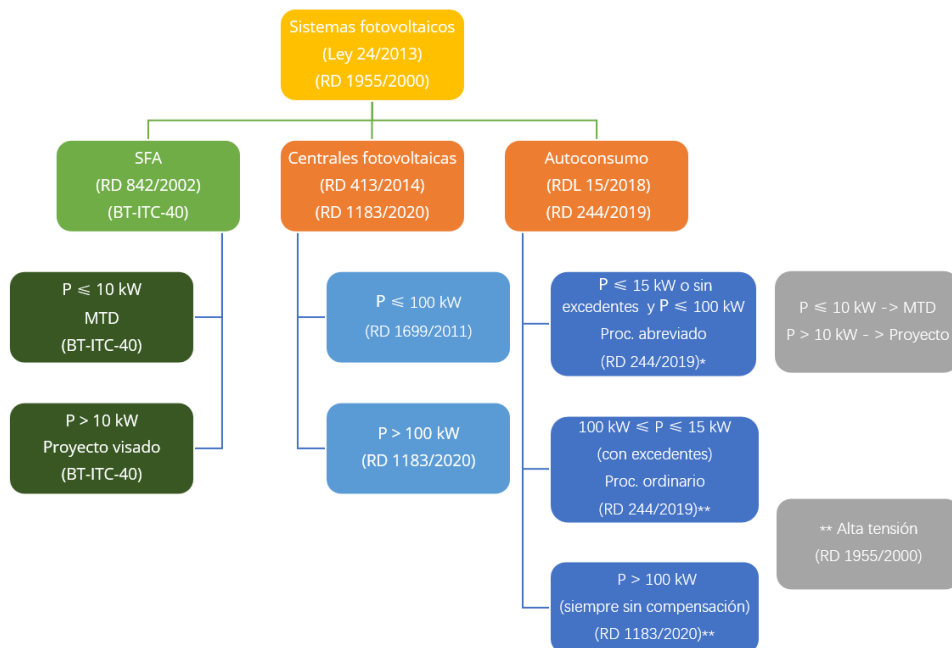 Sistemas fotovoltaicos
(Ley 24/2013)
(RD 1955/2000)
SFA
(RD 842/2002)
(BT-ITC-40)
Centrales fotovoltaicas
(RD 413/2014)
(RD 1183/2020)
Autoconsumo
(RDL 15/2018)
(RD 244/2019)
P ≤ 10 kW
MTD
(BT-ITC-40)
P ≤ 100 kW
(RD 1699/2011)
P ≤ 15 kW o sin
excedentes y P ≤ 100 kW
Proc. abreviado
(RD 244/2019)*
P ≤ 10 kW -> MTD
P > 10 kW - > Proyecto
P > 10 kW
Proyecto visado
(BT-ITC-40)
P > 100 kW
(RD 1183/2020)
100 kW ≤ P ≤ 15 kW
(con excedentes)
Proc. ordinario
(RD 244/2019)**
** Alta tensión
(RD 1955/2000)
P > 100 kW
(siempre sin compensación)
(RD 1183/2020)**